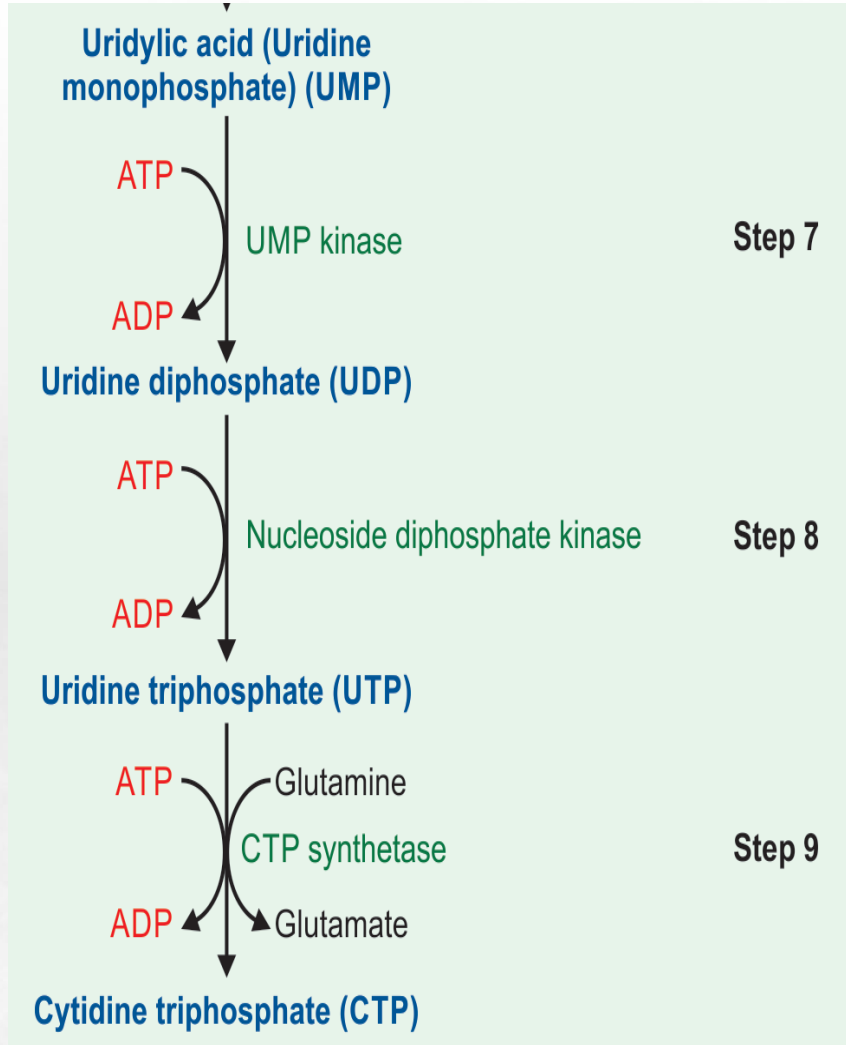 Uridylic acid (Uridine
monophosphate) (UMP)
ATP
UMP kinase
Step 7
ADP
Uridine diphosphate (UDP)
ATP
Nucleoside diphosphate kinase
Step 8
ADP
Uridine triphosphate (UTP)
ATP
Glutamine
CTP synthetase
Step 9
ADP
Glutamate
Cytidine triphosphate (CTP)